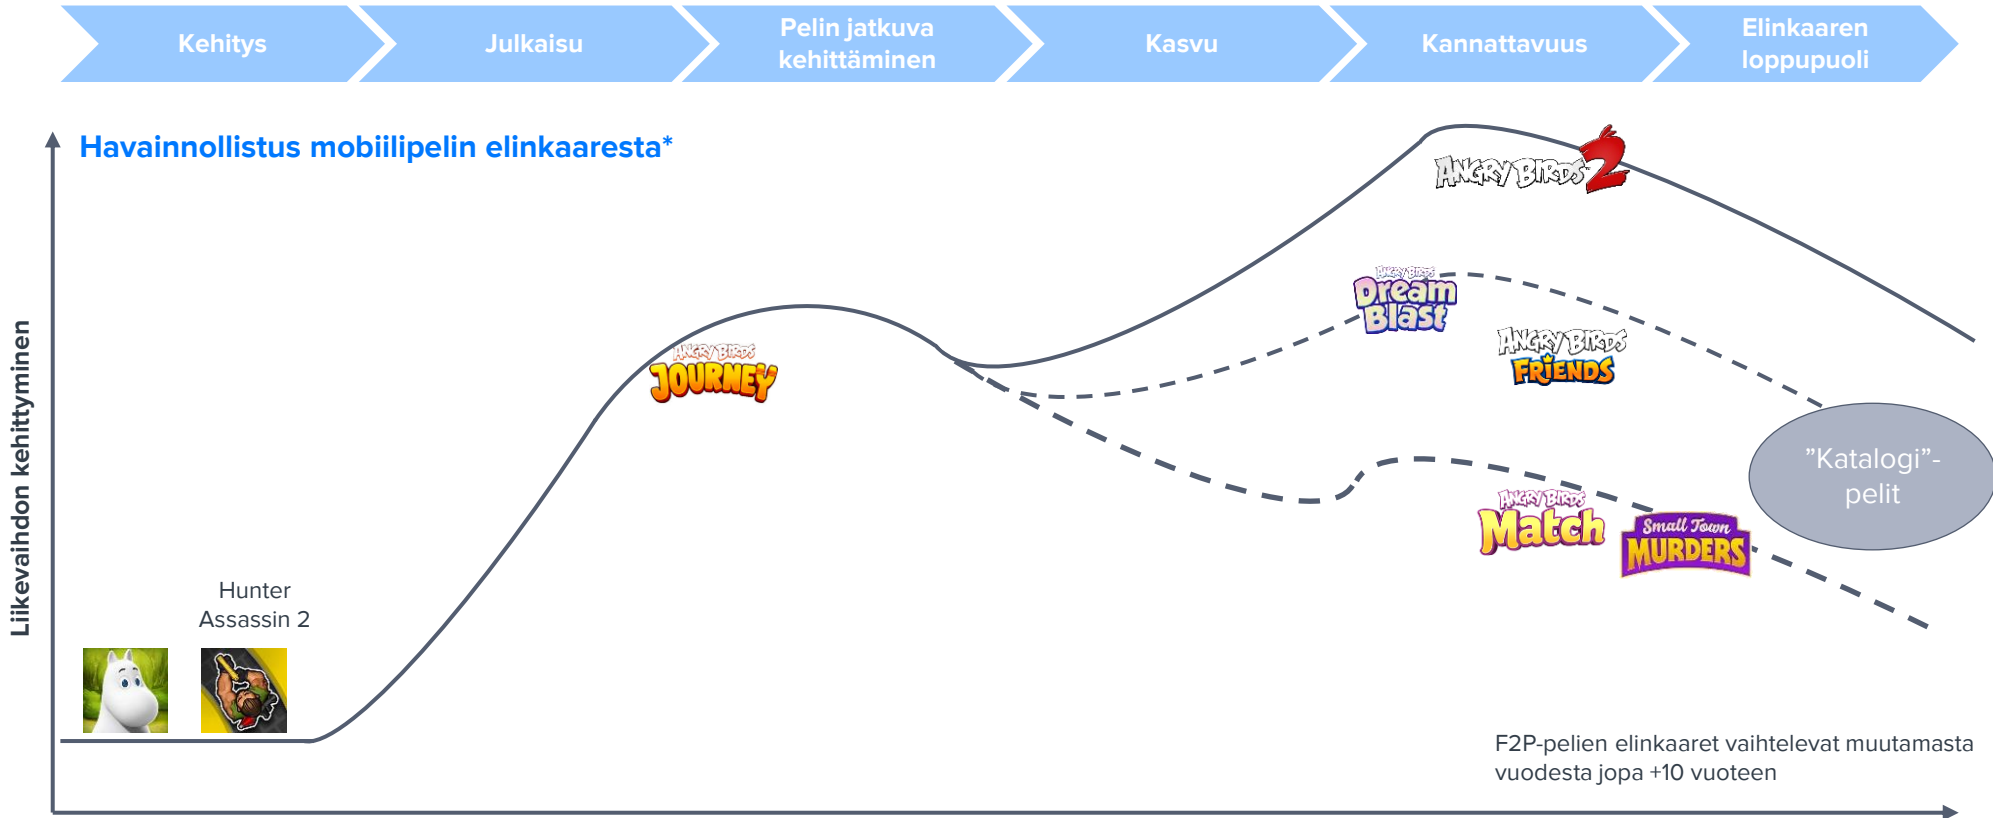 Kehitys
Julkaisu
Pelin jatkuva
kehittäminen
Kasvu
Kannattavuus
Elinkaaren
loppupuoli
Havainnollistus mobiilipelin elinkaaresta*
Liikevaihdon kehittyminen
ANGRY BIRDS 2
ANGRY BIRDS
Dream
Blast
ANGRY BIRDS
FRIENDS
ANGRY BIRDS
JOURNEY
"Katalogi"-
pelit
ANGRY BIRDS
Match
Small Town
MURDERS
Hunter
Assassin 2
F2P-pelien elinkaaret vaihtelevat muutamasta
vuodesta jopa +10 vuoteen